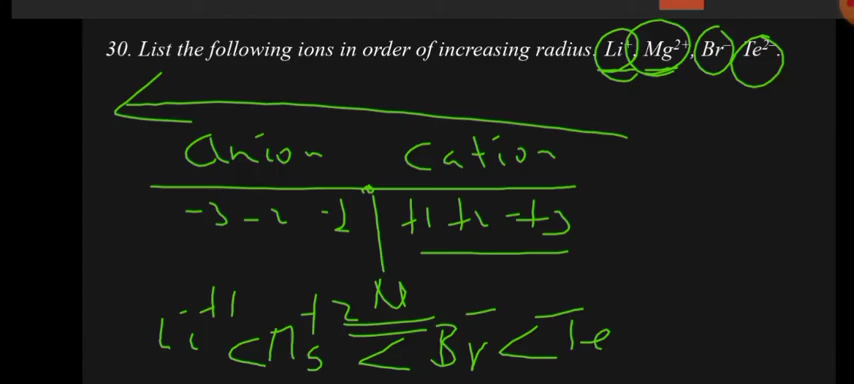 30. List the following ions in order of increasing radius. Li⁺, Mg²⁺, Br⁻ Te²⁻.
anion cation
-3 -2 -1 +1 +2 +3
Li⁺¹ < Mg⁺² < Br⁻ < Te